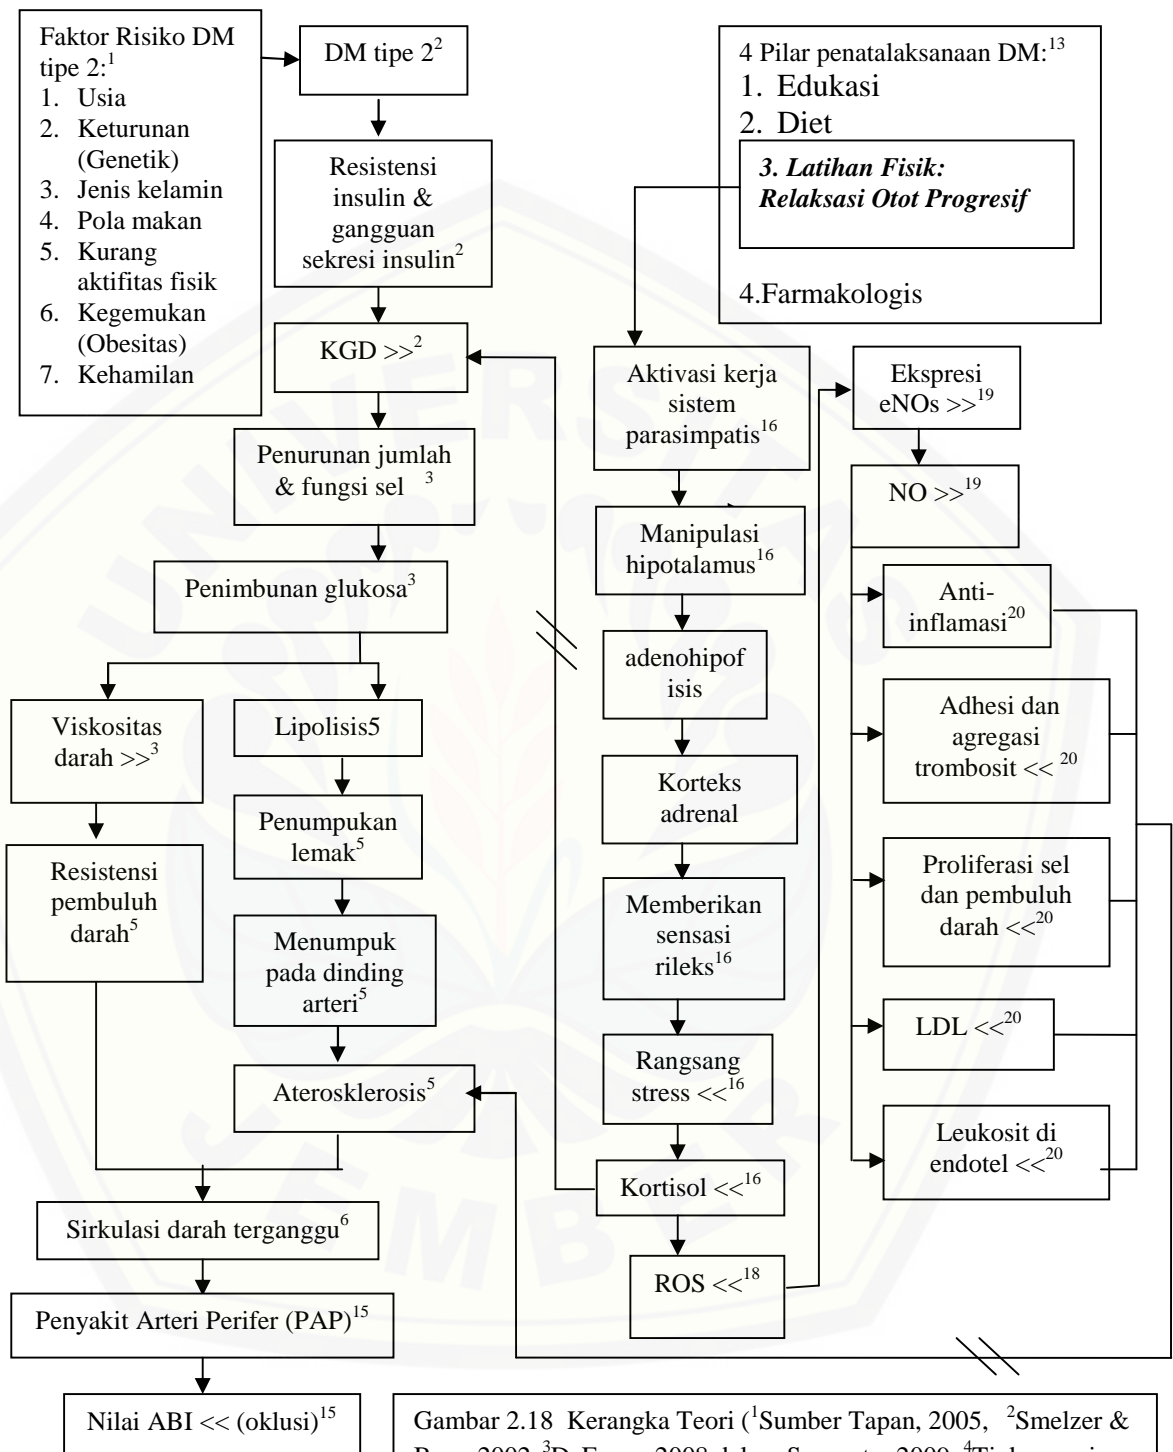 Faktor Risiko DM
tipe 2:1
1. Usia
2. Keturunan
(Genetik)
3. Jenis kelamin
4. Pola makan
5. Kurang
aktifitas fisik
6. Kegemukan
(Obesitas)
7. Kehamilan
DM tipe 2²
Resistensi
insulin &
gangguan
sekresi insulin²
KGD >>²
Penurunan jumlah
& fungsi sel ³
Penimbunan glukosa³
Viskositas
darah >>³
Resistensi
pembuluh
darah⁵
Lipolisis5
Penumpukan
lemak⁵
Menumpuk
pada dinding
arteri⁵
Aterosklerosis⁵
Sirkulasi darah terganggu⁶
Penyakit Arteri Perifer (PAP)¹⁵
Nilai ABI << (oklusi)¹⁵
4 Pilar penatalaksanaan DM:¹³
1. Edukasi
2. Diet
3. Latihan Fisik:
Relaksasi Otot Progresif
4.Farmakologis
Aktivasi kerja
sistem
parasimpatis¹⁶
Manipulasi
hipotalamus¹⁶
adenohipof
isis
Korteks
adrenal
Memberikan
sensasi
rileks¹⁶
Rangsang
stress <<¹⁶
Kortisol <<¹⁶
ROS <<¹⁸
Ekspresi
eNOs >>¹⁹
NO >>¹⁹
Anti-
inflamasi²⁰
Adhesi dan
agregasi
trombosit << ²⁰
Proliferasi sel
dan pembuluh
darah <<²⁰
LDL <<²⁰
Leukosit di
endotel <<²⁰
Gambar 2.18 Kerangka Teori (¹Sumber Tapan, 2005, ²Smelzer &
UNIVERSITAS
JEMBER